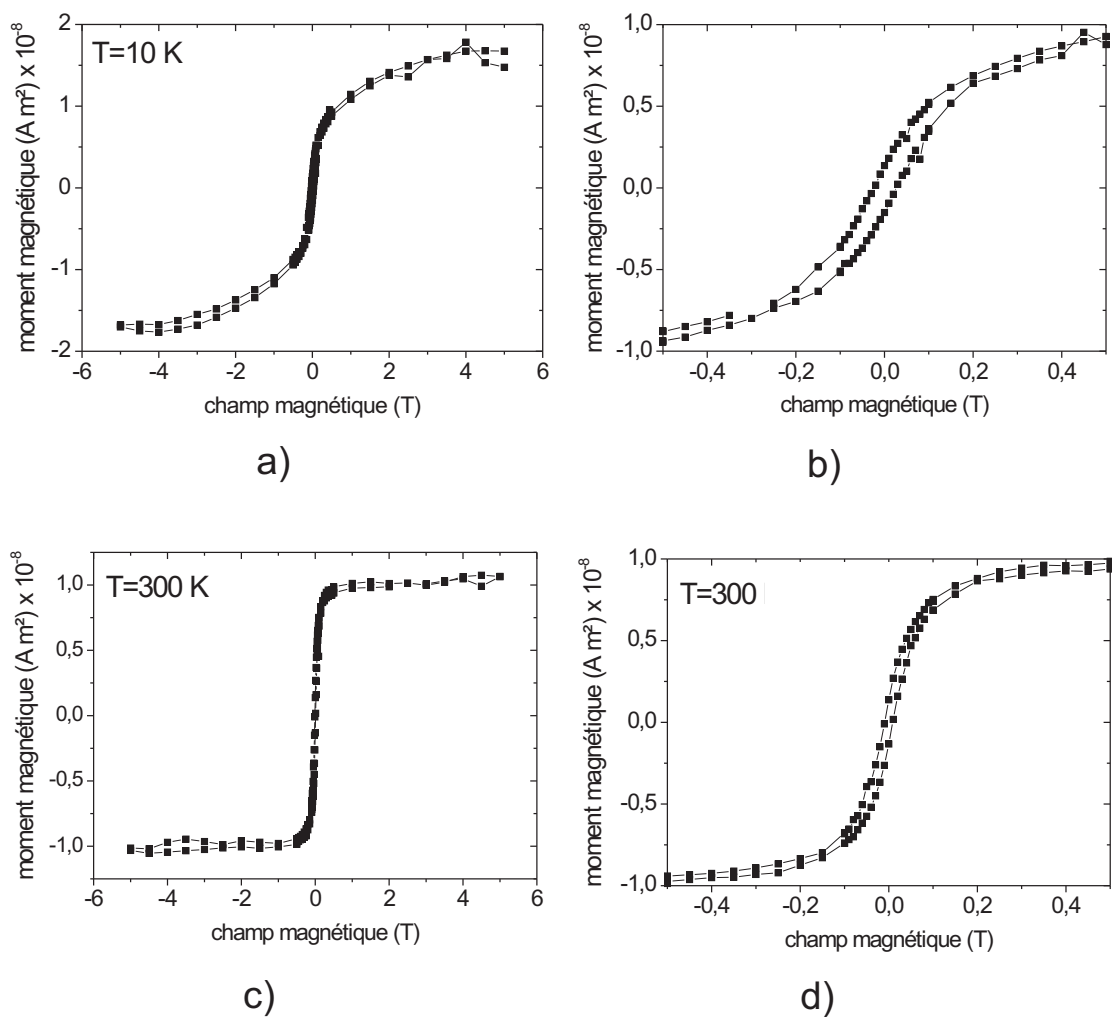 moment magnétique (A m²) x 10⁻⁸
2
1
0
-1
-2
T=10 K
-6 -4 -2 0 2 4 6
champ magnétique (T)
a)
moment magnétique (A m²) x 10⁻⁸
1,0
0,5
0,0
-0,5
-1,0
-0,4 -0,2 0,0 0,2 0,4
champ magnétique (T)
b)
moment magnétique (A m²) x 10⁻⁸
1,0
0,5
0,0
-0,5
-1,0
T=300 K
-6 -4 -2 0 2 4 6
champ magnétique (T)
c)
moment magnétique (A m²) x 10⁻⁸
1,0
0,5
0,0
-0,5
-1,0
T=300
-0,4 -0,2 0,0 0,2 0,4
champ magnétique (T)
d)